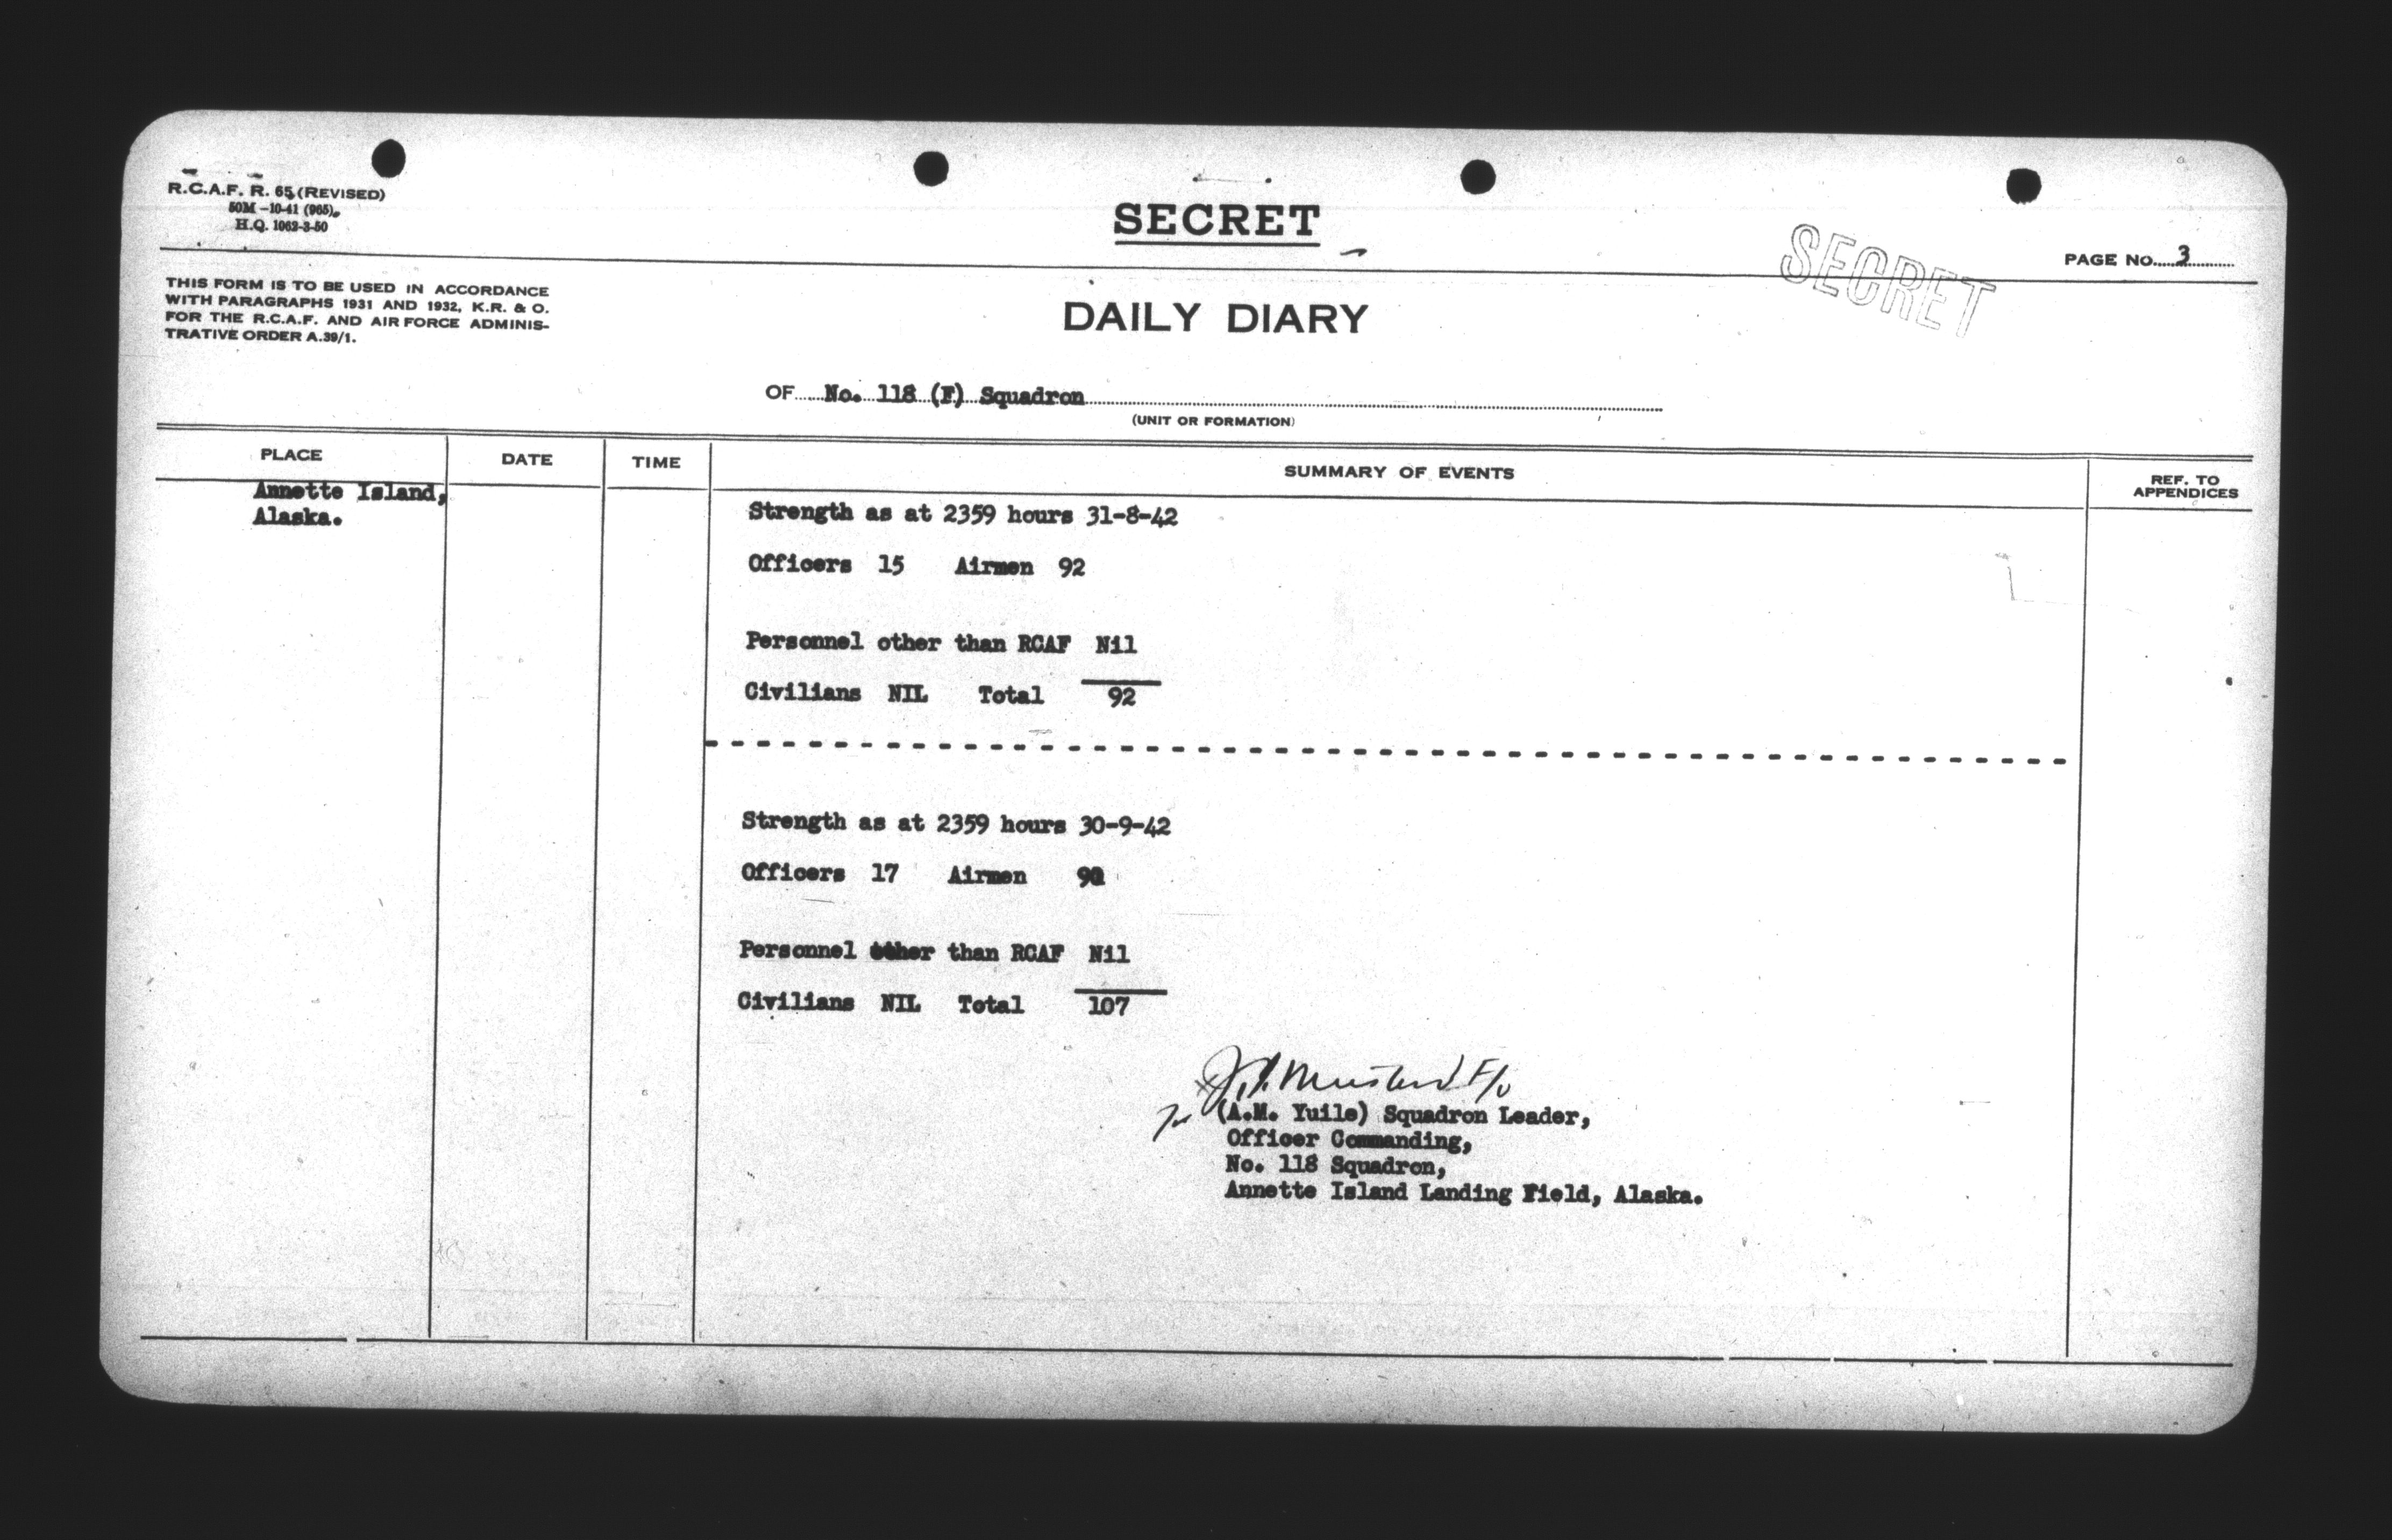 R.C.A.F. R. 65 (REVISED)
50M-10-41 (965)
H.Q. 1062-3-50
SECRET
SECRET
PAGE No. 3
THIS FORM IS TO BE USED IN ACCORDANCE
WITH PARAGRAPHS 1931 AND 1932, K.R. & O.
FOR THE R.C.A.F. AND AIR FORCE ADMINIS-
TRATIVE ORDER A.39/1.
DAILY DIARY
OF No. 118 (F) Squadron
(UNIT OR FORMATION)
PLACE DATE TIME SUMMARY OF EVENTS REF. TO APPENDICES
Annette Island,
Alaska.
Strength as at 2359 hours 31-8-42
Officers 15 Airmen 92
Personnel other than RCAF Nil
Civilians NIL Total 92
Strength as at 2359 hours 30-9-42
Officers 17 Airmen 90
Personnel other than RCAF Nil
Civilians NIL Total 107
F/O
(A.M. Yuile) Squadron Leader,
Officer Commanding,
No. 118 Squadron,
Annette Island Landing Field, Alaska.